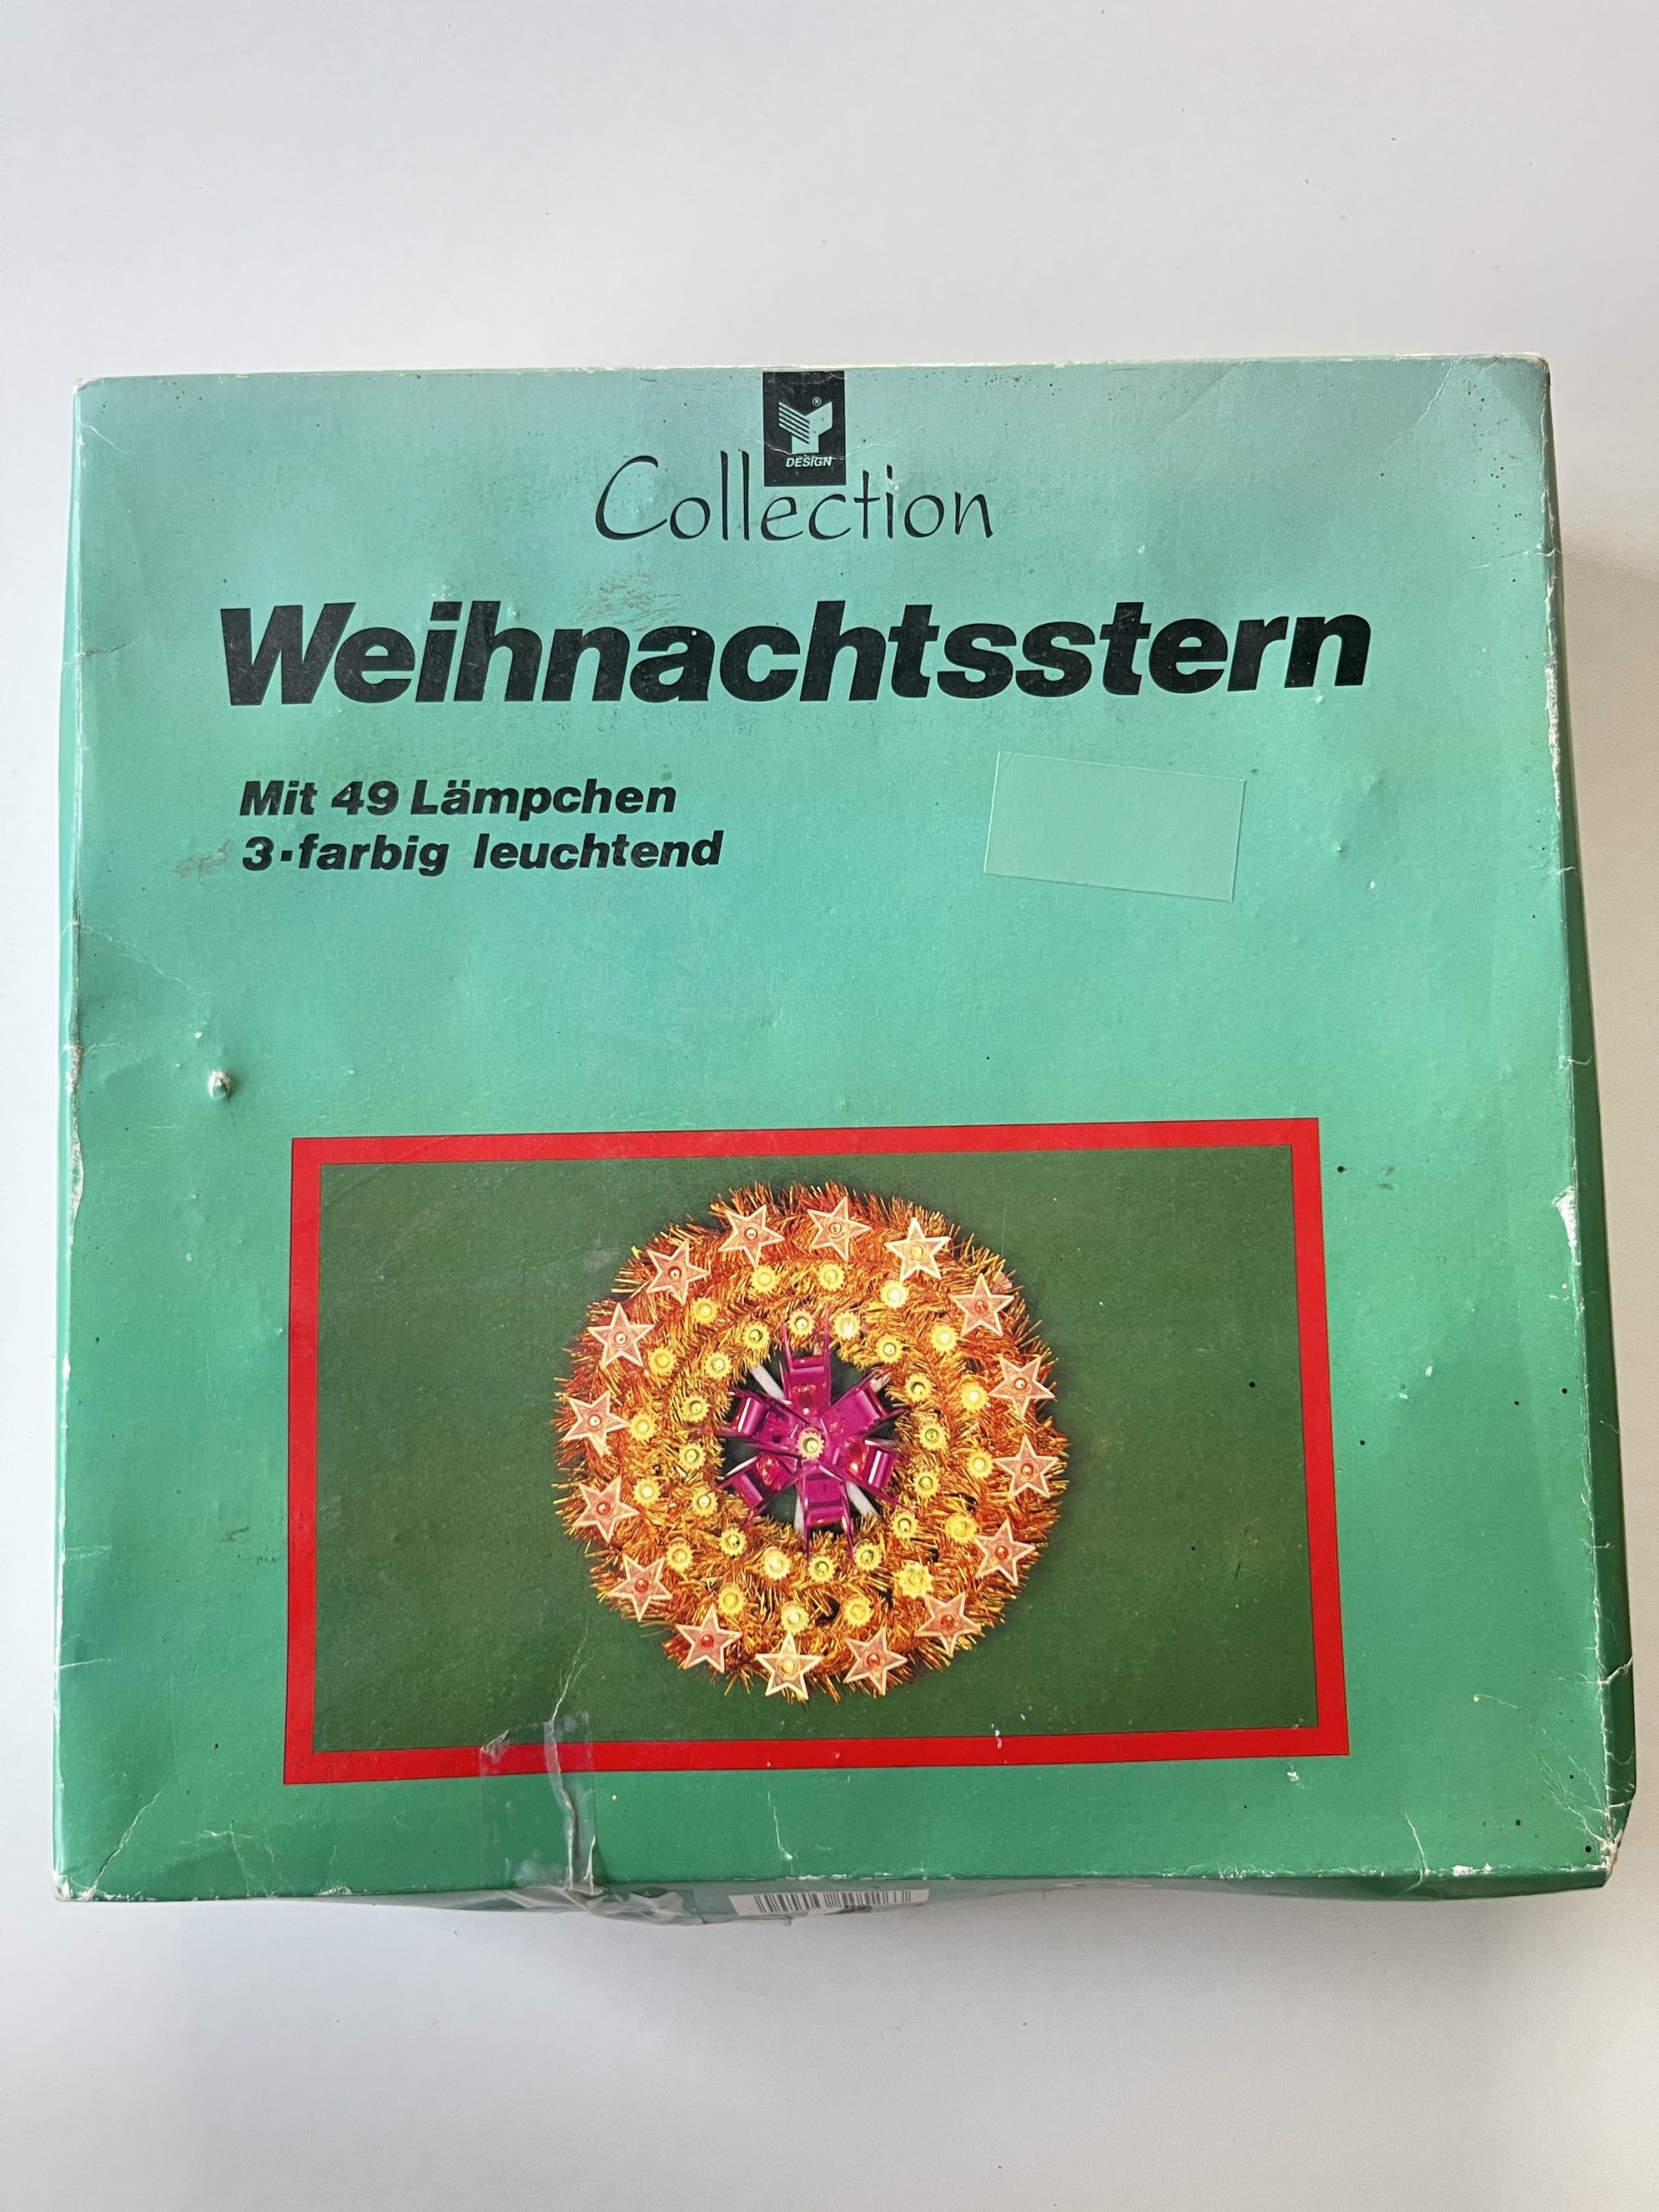 ®
DESIGN
Collection
Weihnachtsstern
Mit 49 Lämpchen
3-farbig leuchtend